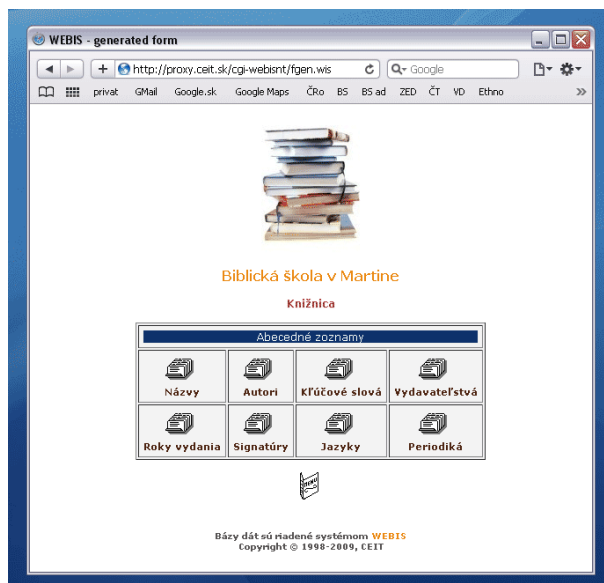 WEBIS - generated form
http://proxy.ceit.sk/cgi-webisnt/fgen.wis
Google
privat GMail Google.sk Google Maps ČRo BS BS ad ZED ČT VD Ethno
Biblická škola v Martine
Knižnica
Abecedné zoznamy
Názvy Autori Kľúčové slová Vydavateľstvá
Roky vydania Signatúry Jazyky Periodiká
MENU
Bázy dát sú riadené systémom WEBIS
Copyright © 1998-2009, CEIT